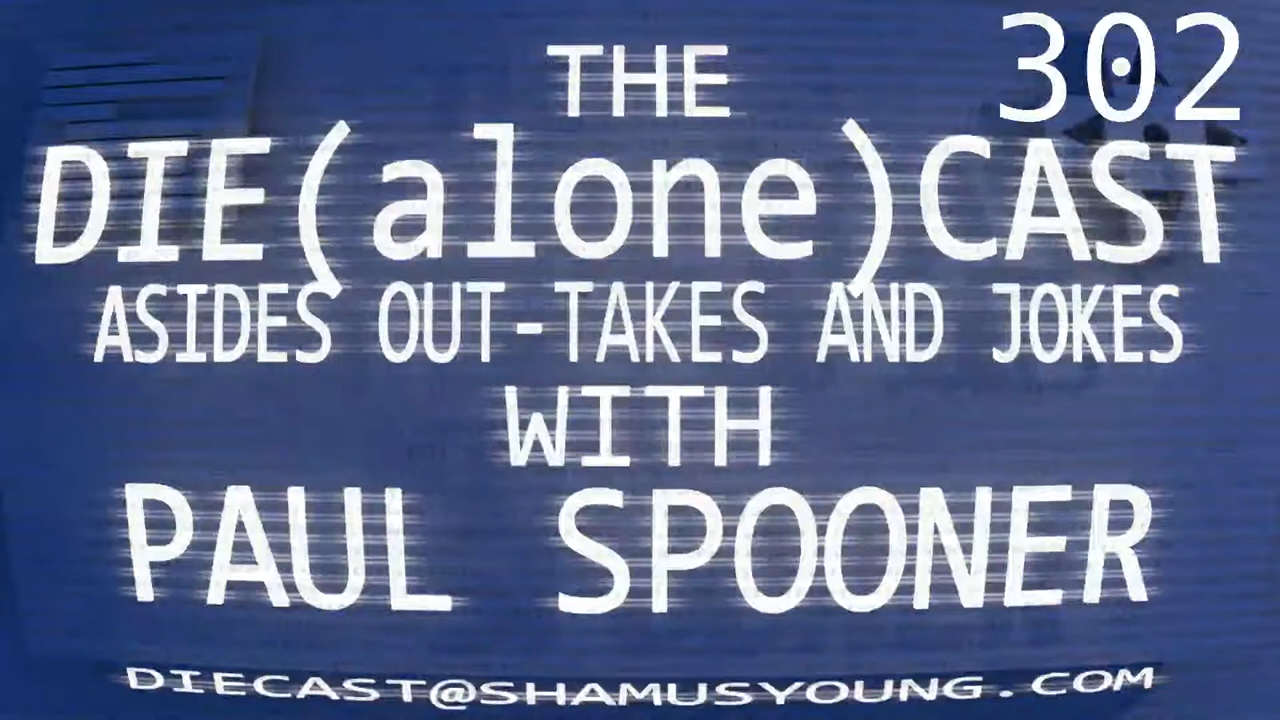 302
THE
DIE(alone)CAST
ASIDES OUT-TAKES AND JOKES
WITH
PAUL SPOONER
DIECAST@SHAMUSYOUNG.COM